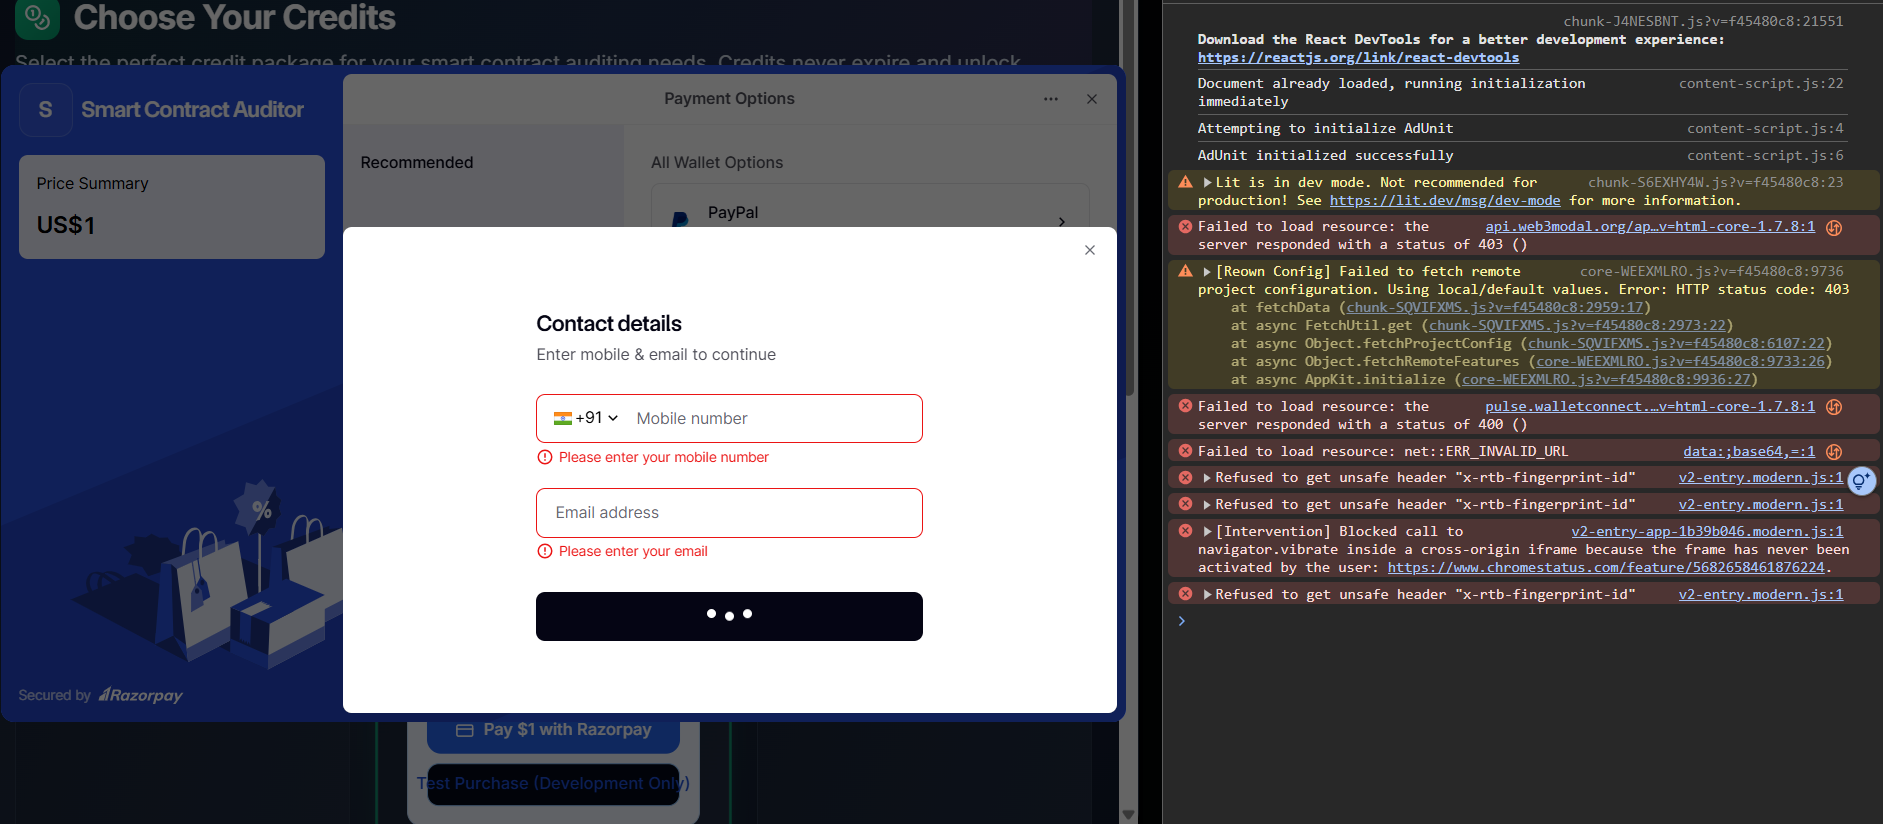 Choose Your Credits
Select the perfect credit package for your smart contract auditing needs. Credits never expire and unlock
S
Smart Contract Auditor
Price Summary
US$1
%
Secured by Razorpay
Payment Options
Recommended
All Wallet Options
PayPal
Contact details
Enter mobile & email to continue
+91
Mobile number
Please enter your mobile number
Email address
Please enter your email
Pay $1 with Razorpay
Test Purchase (Development Only)
chunk-J4NESBNT.js?v=f45480c8:21551
Download the React DevTools for a better development experience:
https://reactjs.org/link/react-devtools
Document already loaded, running initialization content-script.js:22
immediately
Attempting to initialize AdUnit content-script.js:4
AdUnit initialized successfully content-script.js:6
Lit is in dev mode. Not recommended for chunk-S6EXHY4W.js?v=f45480c8:23
production! See https://lit.dev/msg/dev-mode for more information.
Failed to load resource: the api.web3modal.org/ap…v=html-core-1.7.8:1
server responded with a status of 403 ()
[Reown Config] Failed to fetch remote core-WEEXMLRO.js?v=f45480c8:9736
project configuration. Using local/default values. Error: HTTP status code: 403
at fetchData (chunk-SQVIFXMS.js?v=f45480c8:2959:17)
at async FetchUtil.get (chunk-SQVIFXMS.js?v=f45480c8:2973:22)
at async Object.fetchProjectConfig (chunk-SQVIFXMS.js?v=f45480c8:6107:22)
at async Object.fetchRemoteFeatures (core-WEEXMLRO.js?v=f45480c8:9733:26)
at async AppKit.initialize (core-WEEXMLRO.js?v=f45480c8:9936:27)
Failed to load resource: the pulse.walletconnect.…v=html-core-1.7.8:1
server responded with a status of 400 ()
Failed to load resource: net::ERR_INVALID_URL data:;base64,=:1
Refused to get unsafe header "x-rtb-fingerprint-id" v2-entry.modern.js:1
Refused to get unsafe header "x-rtb-fingerprint-id" v2-entry.modern.js:1
[Intervention] Blocked call to v2-entry-app-1b39b046.modern.js:1
navigator.vibrate inside a cross-origin iframe because the frame has never been
activated by the user: https://www.chromestatus.com/feature/5682658461876224.
Refused to get unsafe header "x-rtb-fingerprint-id" v2-entry.modern.js:1